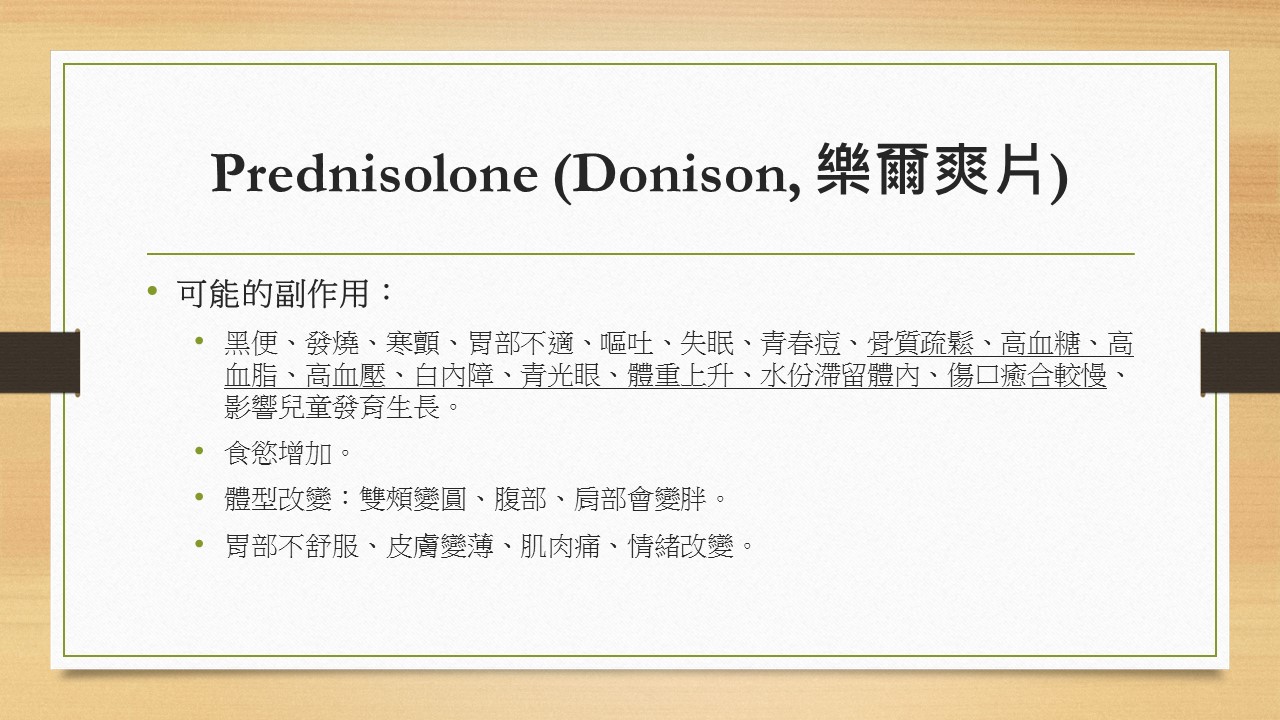 Prednisolone (Donison, 樂爾爽片)
• 可能的副作用：
• 黑便、發燒、寒顫、胃部不適、嘔吐、失眠、青春痘、骨質疏鬆、高血糖、高
血脂、高血壓、白內障、青光眼、體重上升、水份滯留體內、傷口癒合較慢、
影響兒童發育生長。
• 食慾增加。
• 體型改變：雙頰變圓、腹部、肩部會變胖。
• 胃部不舒服、皮膚變薄、肌肉痛、情緒改變。